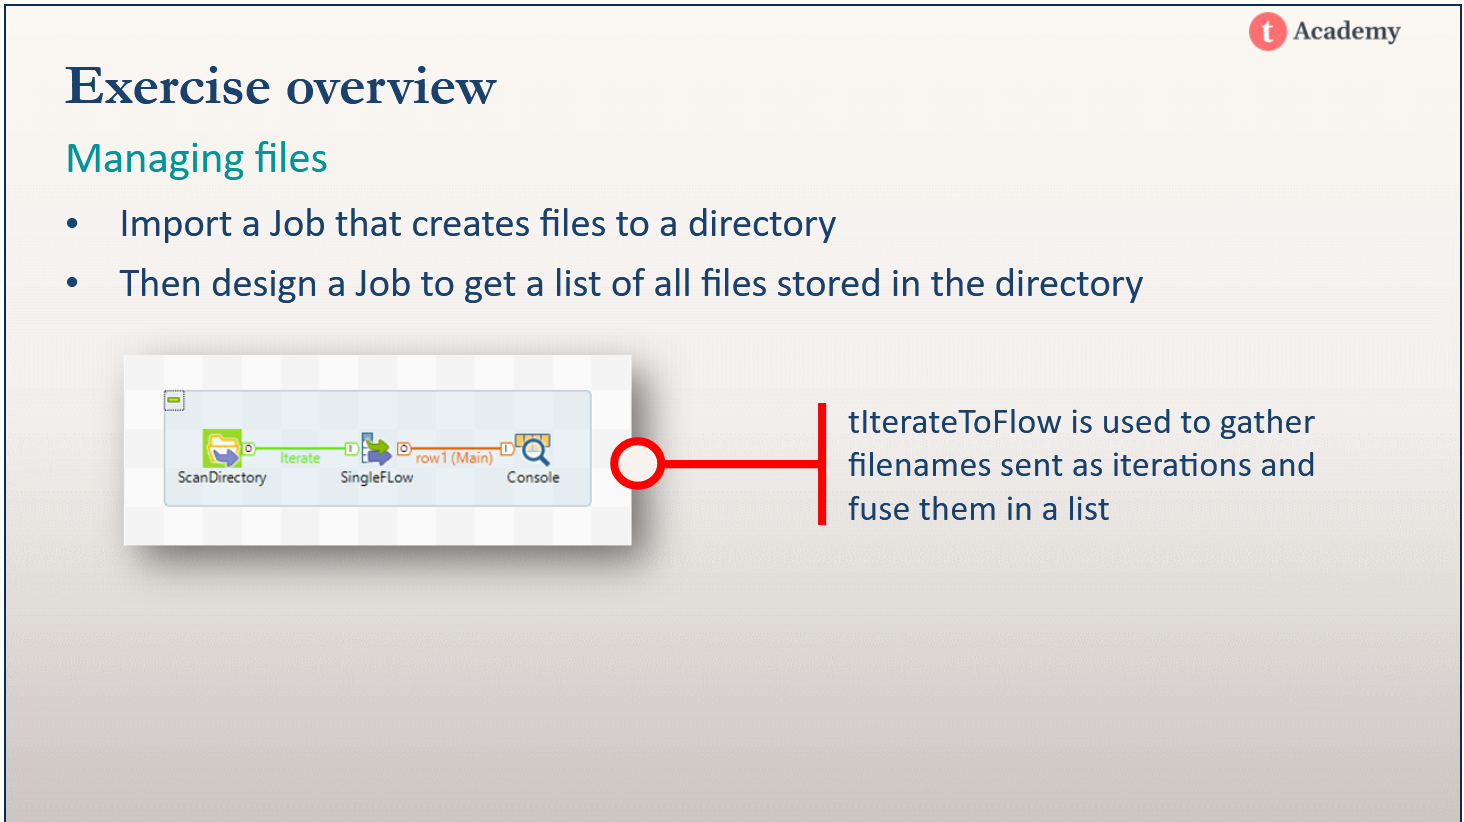 t Academy
Exercise overview
Managing files
• Import a Job that creates files to a directory
• Then design a Job to get a list of all files stored in the directory
O Iterate I O row1 (Main) I
ScanDirectory SingleFLow Console
tIterateToFlow is used to gather
filenames sent as iterations and
fuse them in a list